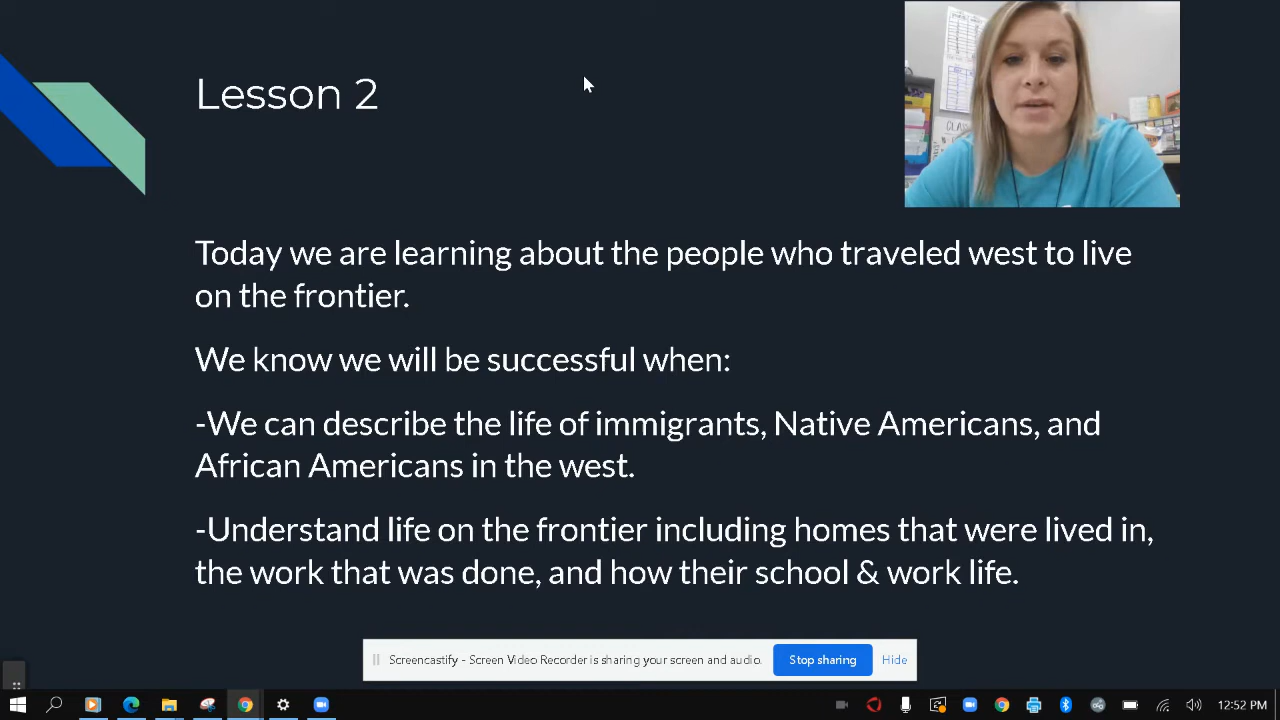 Lesson 2
Today we are learning about the people who traveled west to live
on the frontier.
We know we will be successful when:
-We can describe the life of immigrants, Native Americans, and
African Americans in the west.
-Understand life on the frontier including homes that were lived in,
the work that was done, and how their school & work life.
Screencastify - Screen Video Recorder is sharing your screen and audio.
Stop sharing
Hide
12:52 PM